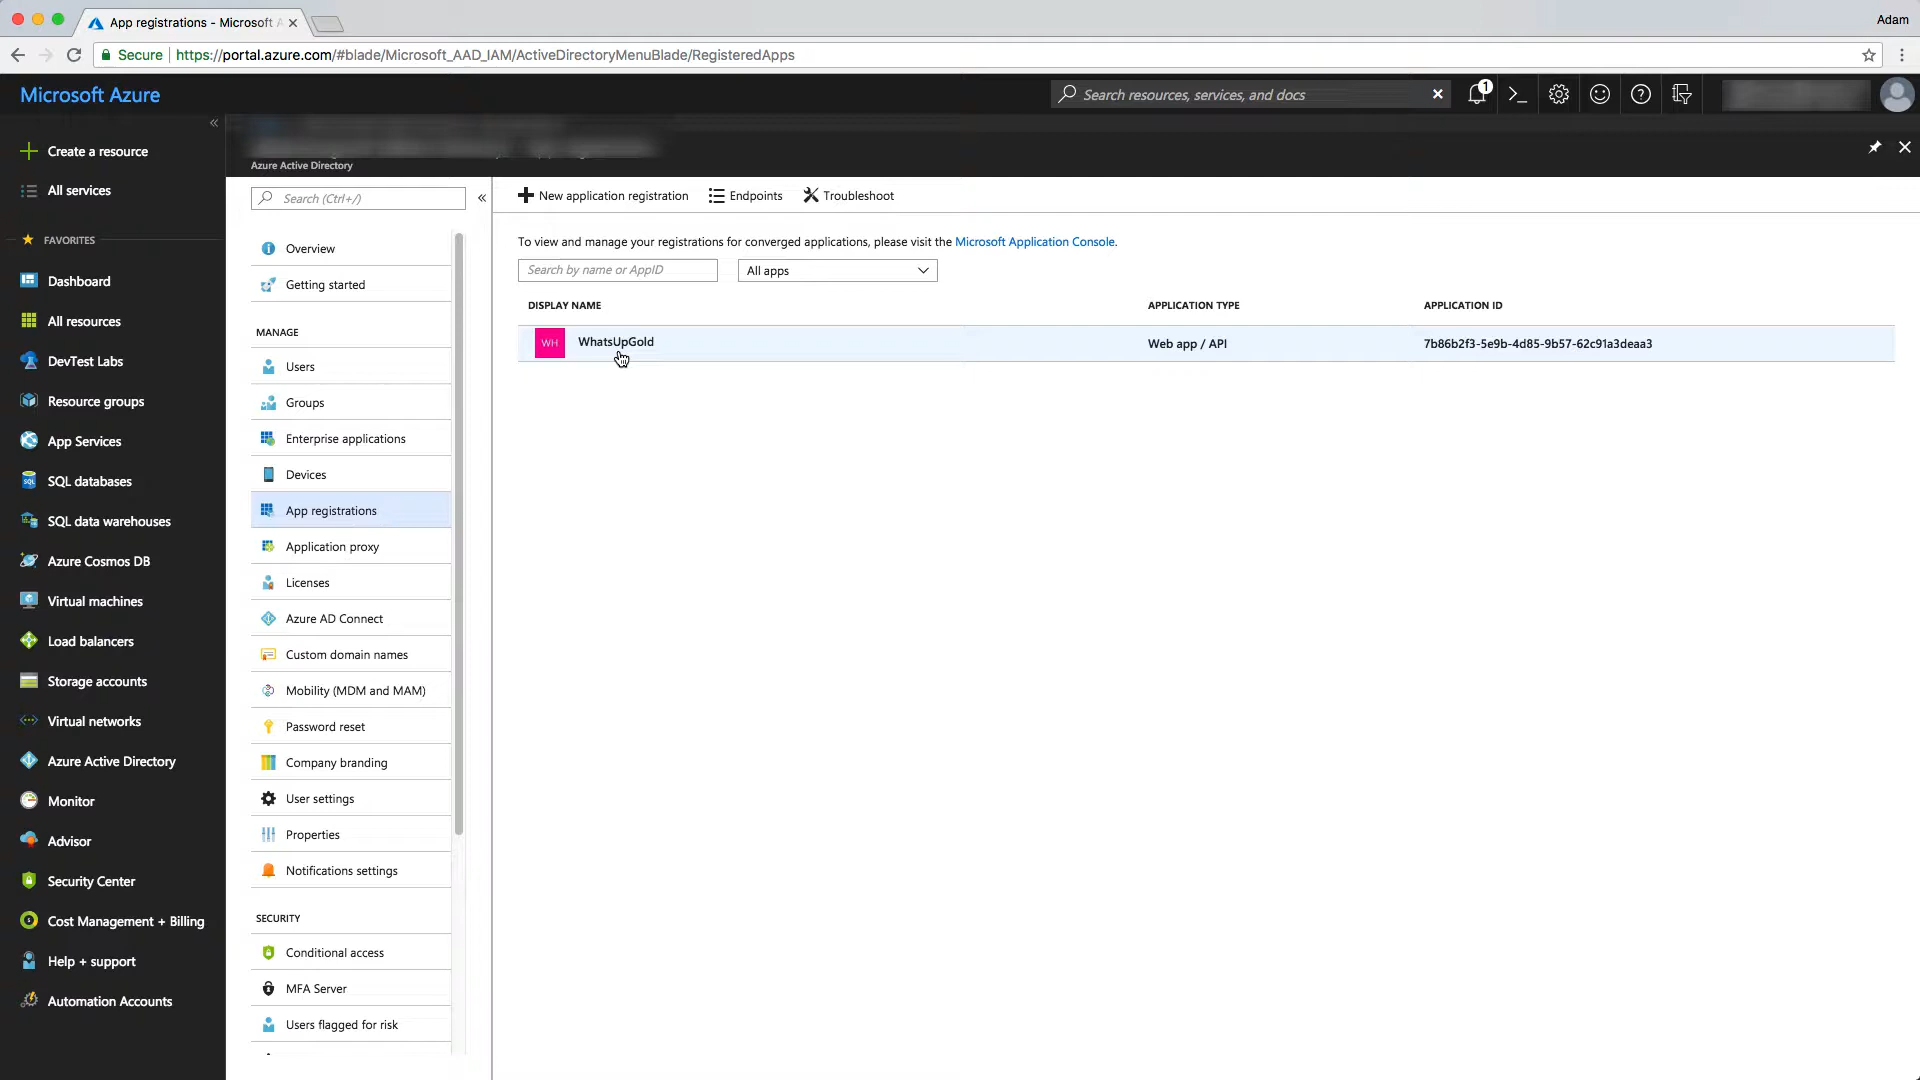 App registrations - Microsoft A
Adam
Secure
https://portal.azure.com/#blade/Microsoft_AAD_IAM/ActiveDirectoryMenuBlade/RegisteredApps
Microsoft Azure
Search resources, services, and docs
1
Azure Active Directory
Create a resource
All services
FAVORITES
Dashboard
All resources
DevTest Labs
Resource groups
App Services
SQL databases
SQL data warehouses
Azure Cosmos DB
Virtual machines
Load balancers
Storage accounts
Virtual networks
Azure Active Directory
Monitor
Advisor
Security Center
Cost Management + Billing
Help + support
Automation Accounts
Search (Ctrl+/)
Overview
Getting started
MANAGE
Users
Groups
Enterprise applications
Devices
App registrations
Application proxy
Licenses
Azure AD Connect
Custom domain names
Mobility (MDM and MAM)
Password reset
Company branding
User settings
Properties
Notifications settings
SECURITY
Conditional access
MFA Server
Users flagged for risk
New application registration
Endpoints
Troubleshoot
To view and manage your registrations for converged applications, please visit the Microsoft Application Console.
Search by name or AppID
All apps
DISPLAY NAME
APPLICATION TYPE
APPLICATION ID
WH
WhatsUpGold
Web app / API
7b86b2f3-5e9b-4d85-9b57-62c91a3deaa3